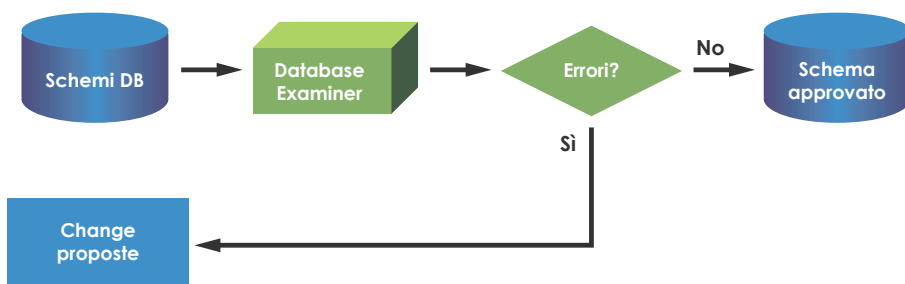 Schemi DB
Database
Examiner
Errori?
No
Schema
approvato
Sì
Change
proposte